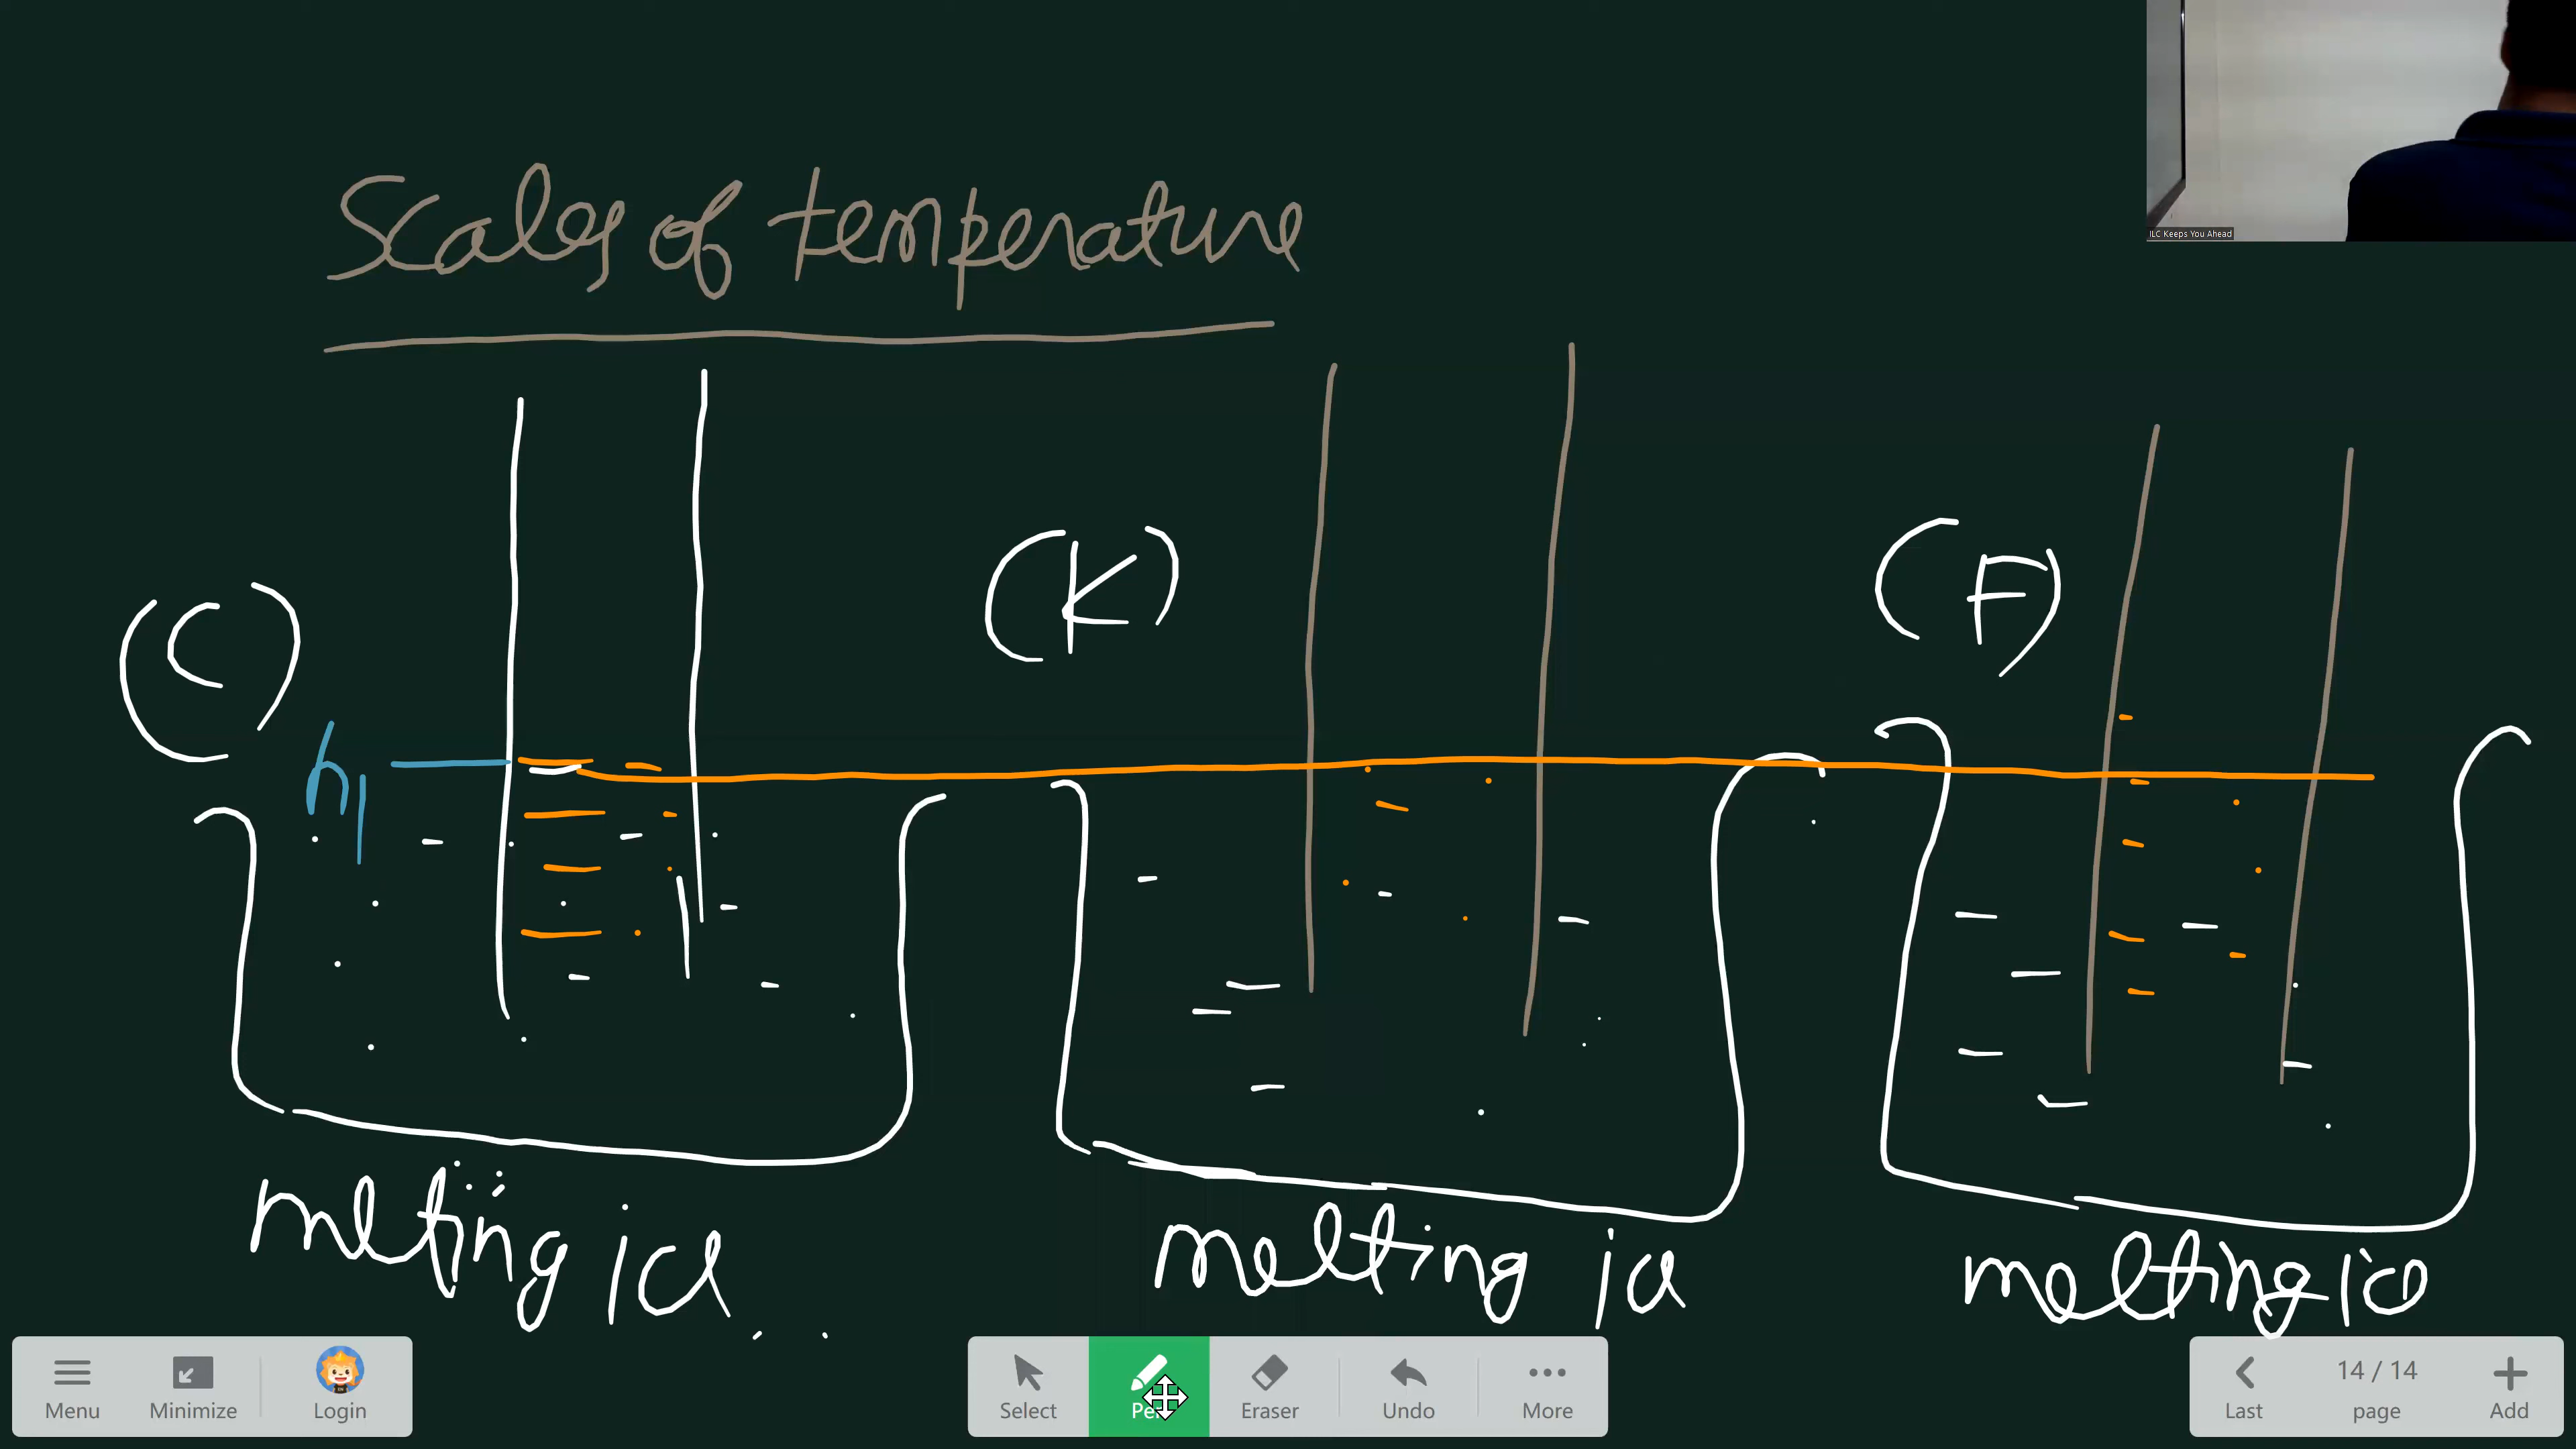 ILC Keeps You Ahead
Scales of temperature
(C)
(K)
(F)
h1
melting ice
melting ice
melting ice
Menu
Minimize
Login
Select
Pen
Eraser
Undo
More
Last
14 / 14
page
Add